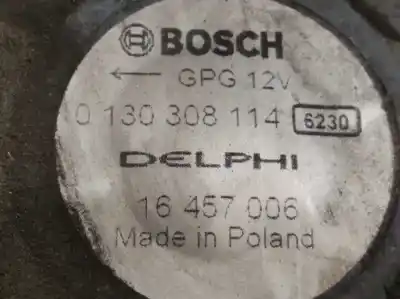 BOSCH
← GPG 12V
0 130 308 114 6230
DELPHI
16 457 006
Made in Poland